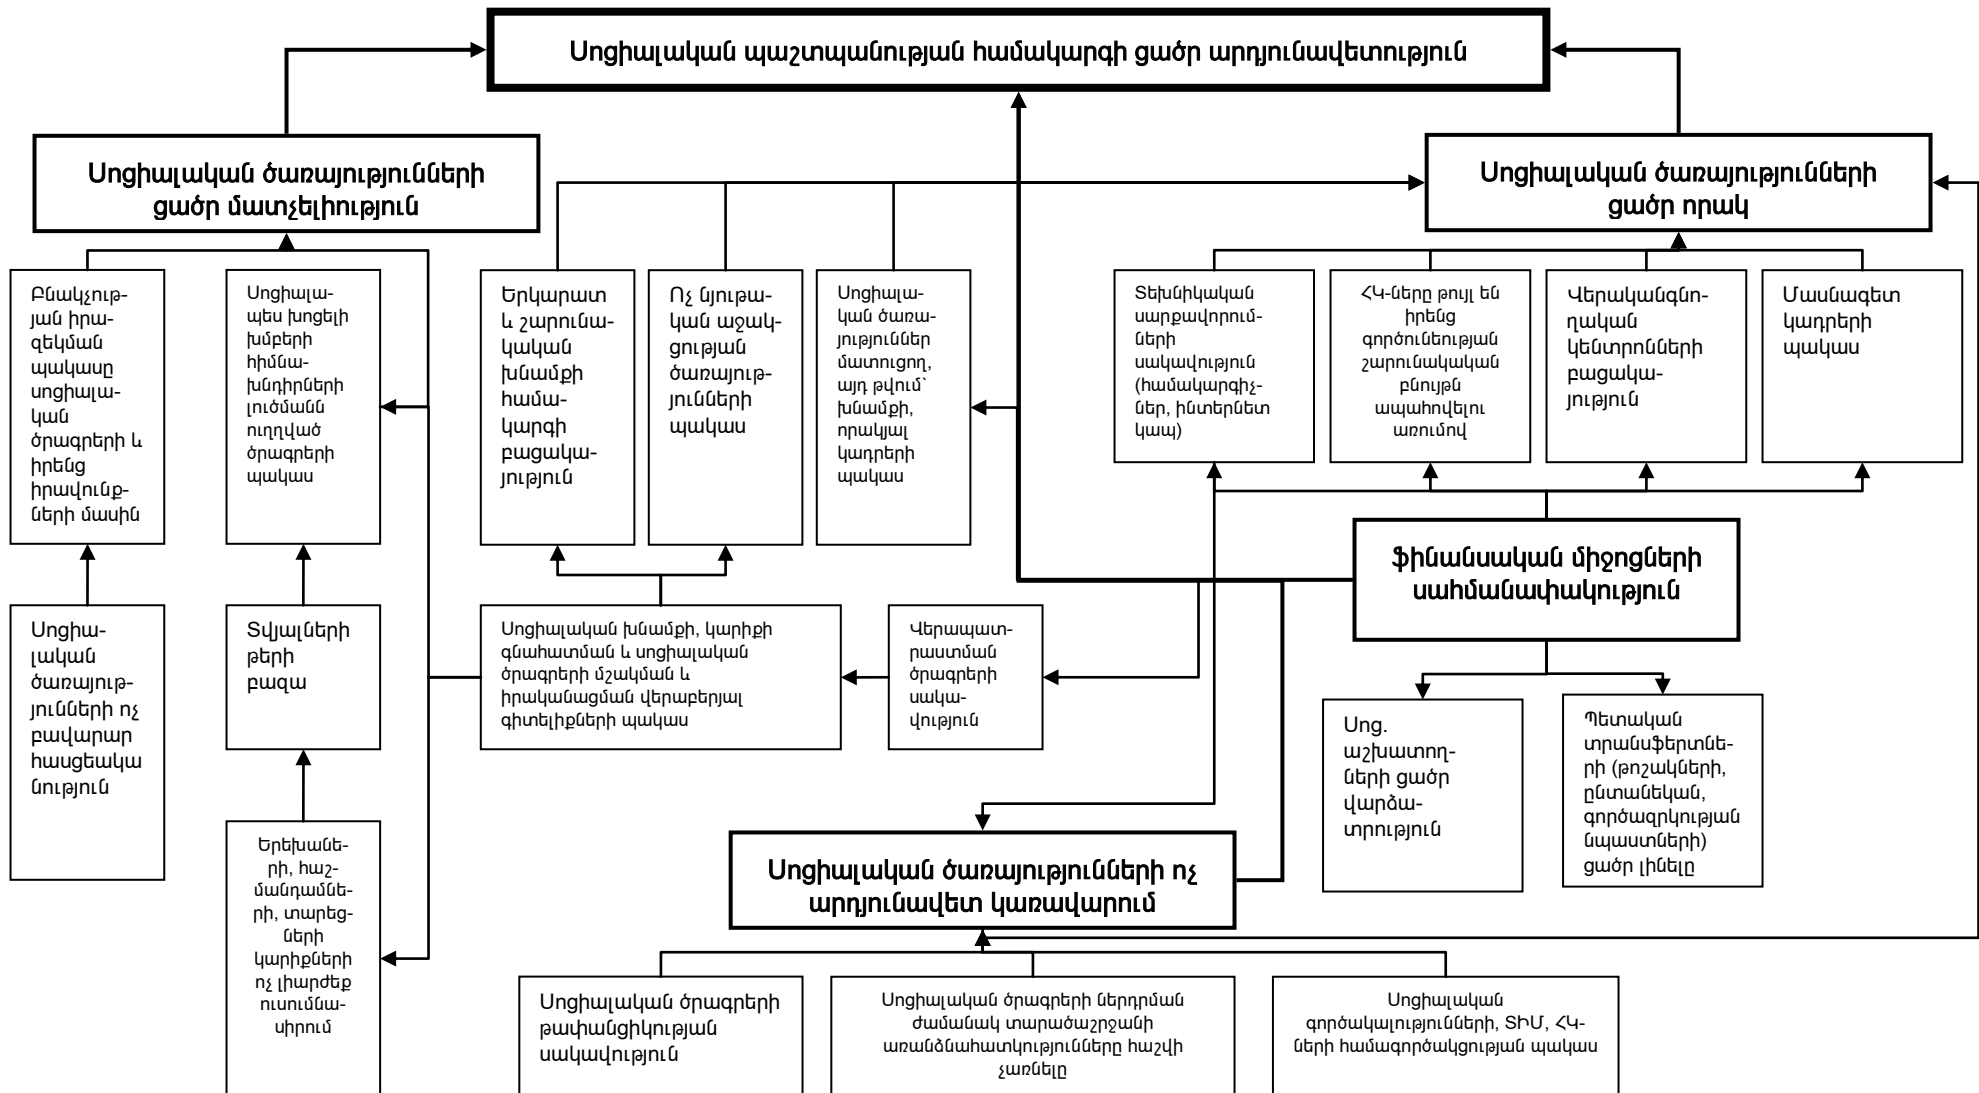 Սոցիալական պաշտպանության համակարգի ցածր արդյունավետություն
Սոցիալական ծառայությունների
ցածր մատչելիություն
Սոցիալական ծառայությունների
ցածր որակ
Բնակչութ-
յան իրա-
զեկման
պակասը
սոցիալա-
կան
ծրագրերի և
իրենց
իրավունք-
ների մասին
Սոցիալա-
պես խոցելի
խմբերի
հիմնա-
խնդիրների
լուծմանն
ուղղված
ծրագրերի
պակաս
Երկարատ
և շարունա-
կական
խնամքի
համա-
կարգի
բացակա-
յություն
Ոչ նյութա-
կան աջակ-
ցության
ծառայութ-
յունների
պակաս
Սոցիալա-
կան ծառա-
յություններ
մատուցող,
այդ թվում՝
խնամքի,
որակյալ
կադրերի
պակաս
Տեխնիկական
սարքավորում-
ների
սակավություն
(համակարգիչ-
ներ, ինտերնետ
կապ)
ՀԿ-ները թույլ են
իրենց
գործունեության
շարունակական
բնույթն
ապահովելու
առումով
Վերականգնո-
ղական
կենտրոնների
բացակա-
յություն
Մասնագետ
կադրերի
պակաս
Ֆինանսական միջոցների
սահմանափակություն
Սոցիա-
լական
ծառայութ-
յունների ոչ
բավարար
հասցեակա
նություն
Տվյալների
թերի
բազա
Սոցիալական խնամքի, կարիքի
գնահատման և սոցիալական
ծրագրերի մշակման և
իրականացման վերաբերյալ
գիտելիքների պակաս
Վերապատ-
րաստման
ծրագրերի
սակա-
վություն
Սոց.
աշխատող-
ների ցածր
վարձա-
տրություն
Պետական
տրանսֆերտնե-
րի (թոշակների,
ընտանեկան,
գործազրկության
նպաստների)
ցածր լինելը
Երեխանե-
րի, հաշ-
մանդամնե-
րի, տարեց-
ների
կարիքների
ոչ լիարժեք
ուսումնա-
սիրում
Սոցիալական ծառայությունների ոչ
արդյունավետ կառավարում
Սոցիալական ծրագրերի
թափանցիկության
սակավություն
Սոցիալական ծրագրերի ներդրման
ժամանակ տարածաշրջանի
առանձնահատկությունները հաշվի
չառնելը
Սոցիալական
գործակալությունների, ՏԻՄ, ՀԿ-
ների համագործակցության պակաս